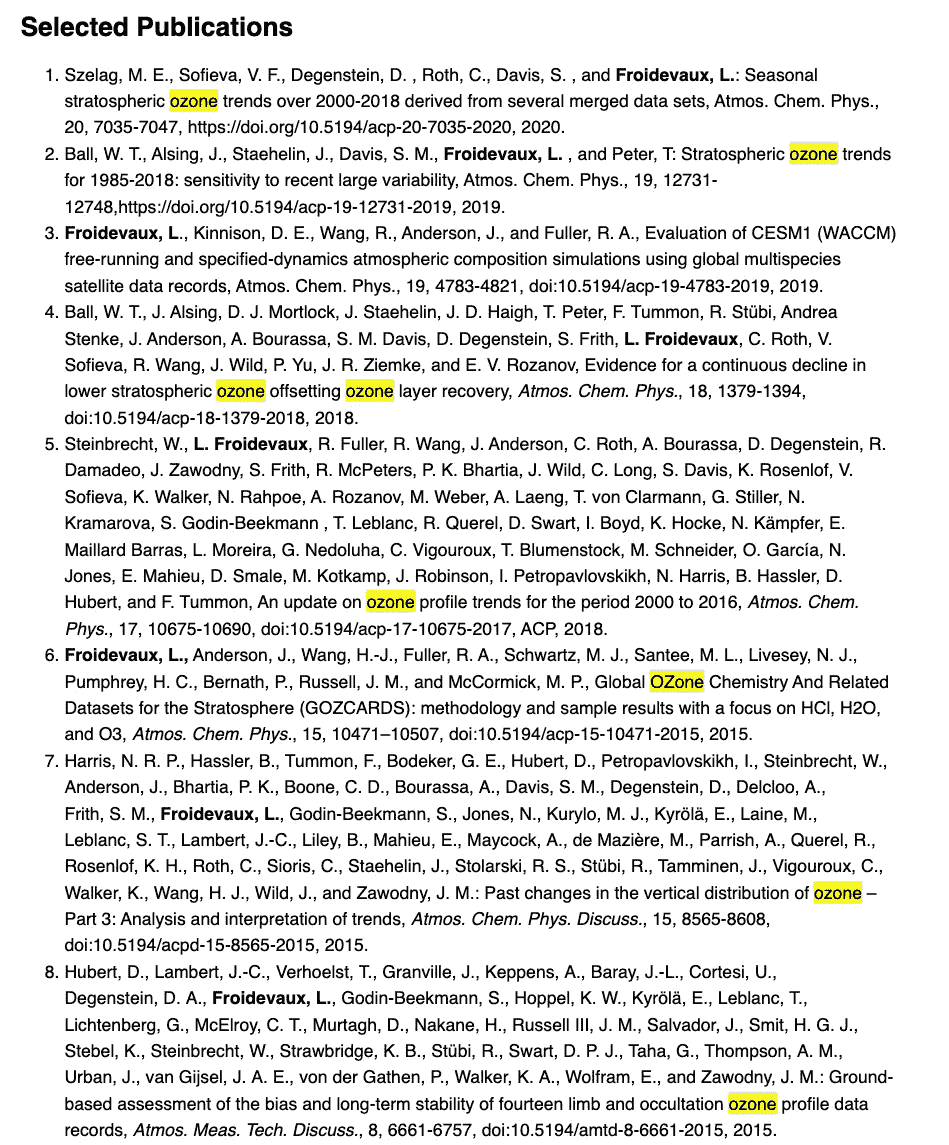 Selected Publications
1. Szelag, M. E., Sofieva, V. F., Degenstein, D. , Roth, C., Davis, S. , and Froidevaux, L.: Seasonal
stratospheric ozone trends over 2000-2018 derived from several merged data sets, Atmos. Chem. Phys.,
20, 7035-7047, https://doi.org/10.5194/acp-20-7035-2020, 2020.
2. Ball, W. T., Alsing, J., Staehelin, J., Davis, S. M., Froidevaux, L. , and Peter, T: Stratospheric ozone trends
for 1985-2018: sensitivity to recent large variability, Atmos. Chem. Phys., 19, 12731-
12748,https://doi.org/10.5194/acp-19-12731-2019, 2019.
3. Froidevaux, L., Kinnison, D. E., Wang, R., Anderson, J., and Fuller, R. A., Evaluation of CESM1 (WACCM)
free-running and specified-dynamics atmospheric composition simulations using global multispecies
satellite data records, Atmos. Chem. Phys., 19, 4783-4821, doi:10.5194/acp-19-4783-2019, 2019.
4. Ball, W. T., J. Alsing, D. J. Mortlock, J. Staehelin, J. D. Haigh, T. Peter, F. Tummon, R. Stübi, Andrea
Stenke, J. Anderson, A. Bourassa, S. M. Davis, D. Degenstein, S. Frith, L. Froidevaux, C. Roth, V.
Sofieva, R. Wang, J. Wild, P. Yu, J. R. Ziemke, and E. V. Rozanov, Evidence for a continuous decline in
lower stratospheric ozone offsetting ozone layer recovery, Atmos. Chem. Phys., 18, 1379-1394,
doi:10.5194/acp-18-1379-2018, 2018.
5. Steinbrecht, W., L. Froidevaux, R. Fuller, R. Wang, J. Anderson, C. Roth, A. Bourassa, D. Degenstein, R.
Damadeo, J. Zawodny, S. Frith, R. McPeters, P. K. Bhartia, J. Wild, C. Long, S. Davis, K. Rosenlof, V.
Sofieva, K. Walker, N. Rahpoe, A. Rozanov, M. Weber, A. Laeng, T. von Clarmann, G. Stiller, N.
Kramarova, S. Godin-Beekmann , T. Leblanc, R. Querel, D. Swart, I. Boyd, K. Hocke, N. Kämpfer, E.
Maillard Barras, L. Moreira, G. Nedoluha, C. Vigouroux, T. Blumenstock, M. Schneider, O. García, N.
Jones, E. Mahieu, D. Smale, M. Kotkamp, J. Robinson, I. Petropavlovskikh, N. Harris, B. Hassler, D.
Hubert, and F. Tummon, An update on ozone profile trends for the period 2000 to 2016, Atmos. Chem.
Phys., 17, 10675-10690, doi:10.5194/acp-17-10675-2017, ACP, 2018.
6. Froidevaux, L., Anderson, J., Wang, H.-J., Fuller, R. A., Schwartz, M. J., Santee, M. L., Livesey, N. J.,
Pumphrey, H. C., Bernath, P., Russell, J. M., and McCormick, M. P., Global OZone Chemistry And Related
Datasets for the Stratosphere (GOZCARDS): methodology and sample results with a focus on HCl, H2O,
and O3, Atmos. Chem. Phys., 15, 10471–10507, doi:10.5194/acp-15-10471-2015, 2015.
7. Harris, N. R. P., Hassler, B., Tummon, F., Bodeker, G. E., Hubert, D., Petropavlovskikh, I., Steinbrecht, W.,
Anderson, J., Bhartia, P. K., Boone, C. D., Bourassa, A., Davis, S. M., Degenstein, D., Delcloo, A.,
Frith, S. M., Froidevaux, L., Godin-Beekmann, S., Jones, N., Kurylo, M. J., Kyrölä, E., Laine, M.,
Leblanc, S. T., Lambert, J.-C., Liley, B., Mahieu, E., Maycock, A., de Mazière, M., Parrish, A., Querel, R.,
Rosenlof, K. H., Roth, C., Sioris, C., Staehelin, J., Stolarski, R. S., Stübi, R., Tamminen, J., Vigouroux, C.,
Walker, K., Wang, H. J., Wild, J., and Zawodny, J. M.: Past changes in the vertical distribution of ozone –
Part 3: Analysis and interpretation of trends, Atmos. Chem. Phys. Discuss., 15, 8565-8608,
doi:10.5194/acpd-15-8565-2015, 2015.
8. Hubert, D., Lambert, J.-C., Verhoelst, T., Granville, J., Keppens, A., Baray, J.-L., Cortesi, U.,
Degenstein, D. A., Froidevaux, L., Godin-Beekmann, S., Hoppel, K. W., Kyrölä, E., Leblanc, T.,
Lichtenberg, G., McElroy, C. T., Murtagh, D., Nakane, H., Russell III, J. M., Salvador, J., Smit, H. G. J.,
Stebel, K., Steinbrecht, W., Strawbridge, K. B., Stübi, R., Swart, D. P. J., Taha, G., Thompson, A. M.,
Urban, J., van Gijsel, J. A. E., von der Gathen, P., Walker, K. A., Wolfram, E., and Zawodny, J. M.: Ground-
based assessment of the bias and long-term stability of fourteen limb and occultation ozone profile data
records, Atmos. Meas. Tech. Discuss., 8, 6661-6757, doi:10.5194/amtd-8-6661-2015, 2015.